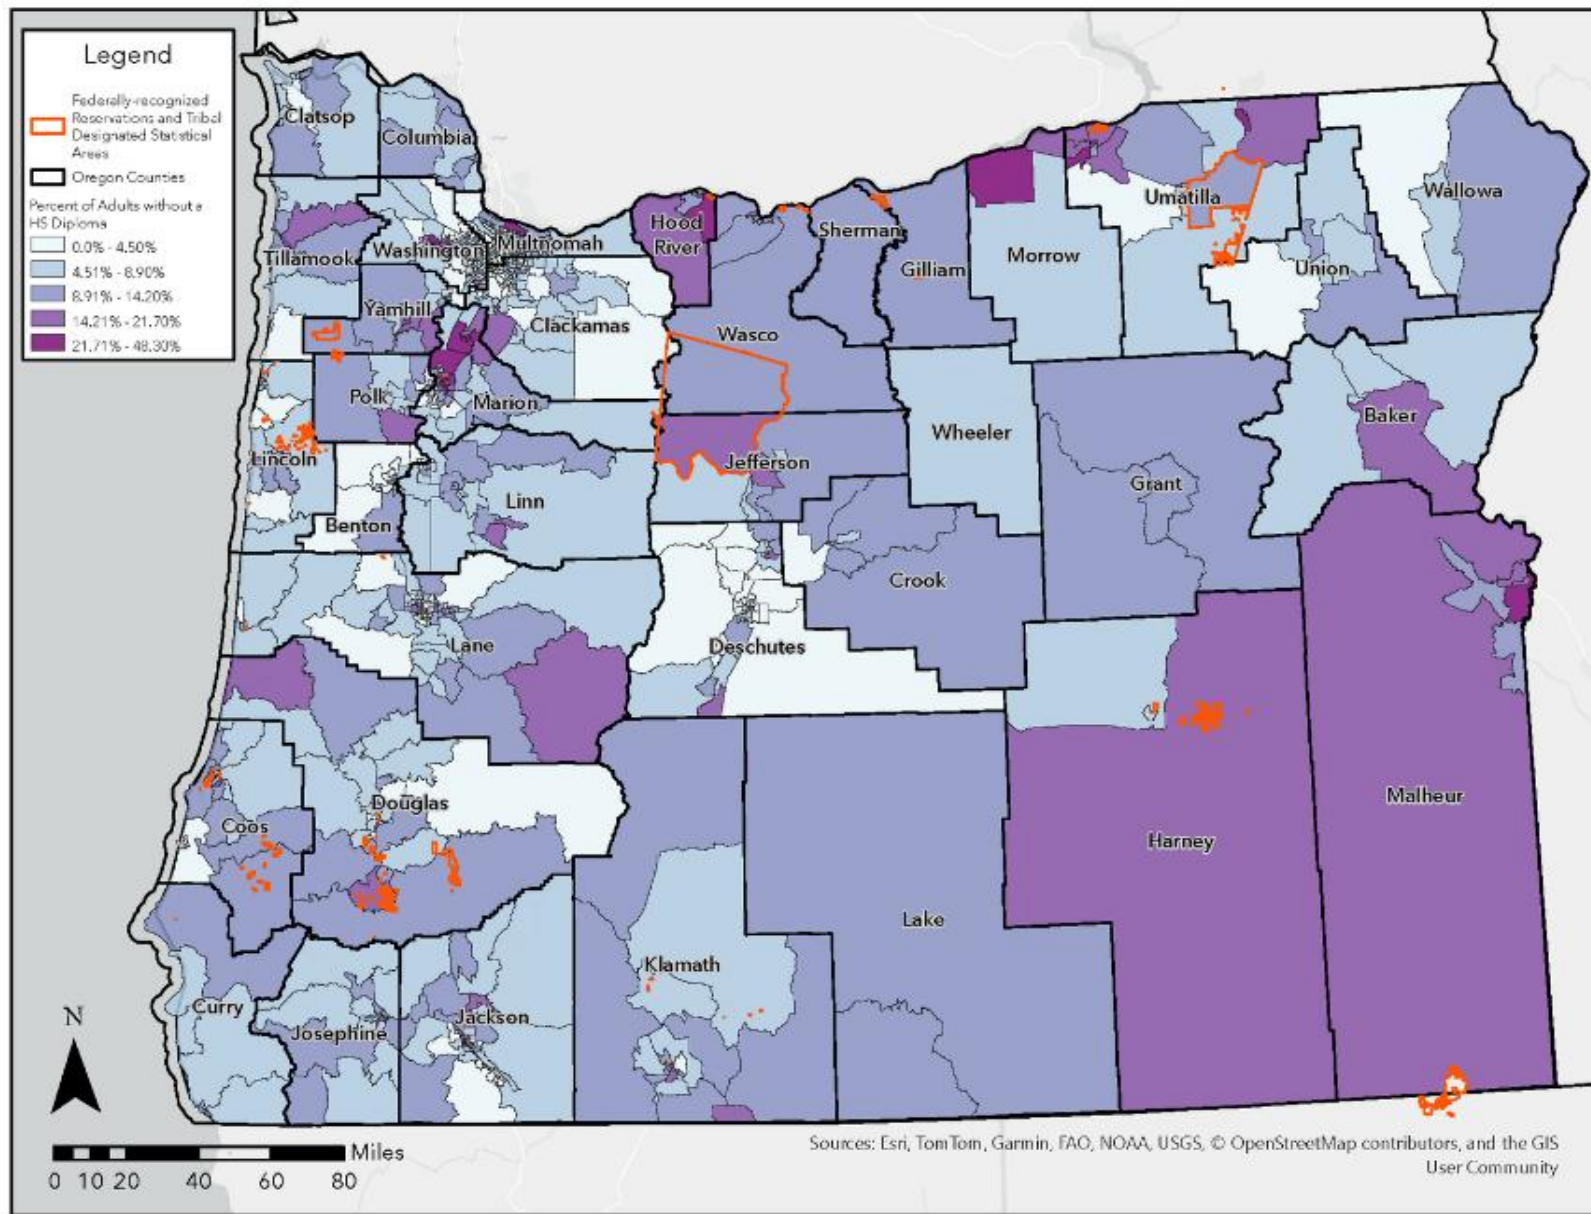 Legend
Federally-recognized
Reservations and Tribal
Designated Statistical
Areas
Oregon Counties
Percent of Adults without a
HS Diploma
0.0% - 4.50%
4.51% - 8.90%
8.91% - 14.20%
14.21% - 21.70%
21.71% - 48.30%
Clatsop
Columbia
Tillamook
Washington
Multnomah
Hood
River
Sherman
Gilliam
Morrow
Umatilla
Union
Wallowa
Yamhill
Clackamas
Wasco
Polk
Marion
Lincoln
Jefferson
Wheeler
Grant
Baker
Benton
Linn
Crook
Lane
Deschutes
Douglas
Coos
Harney
Malheur
Lake
Klamath
Curry
Josephine
Jackson
N
Miles
0 10 20 40 60 80
Sources: Esri, TomTom, Garmin, FAO, NOAA, USGS, © OpenStreetMap contributors, and the GIS
User Community